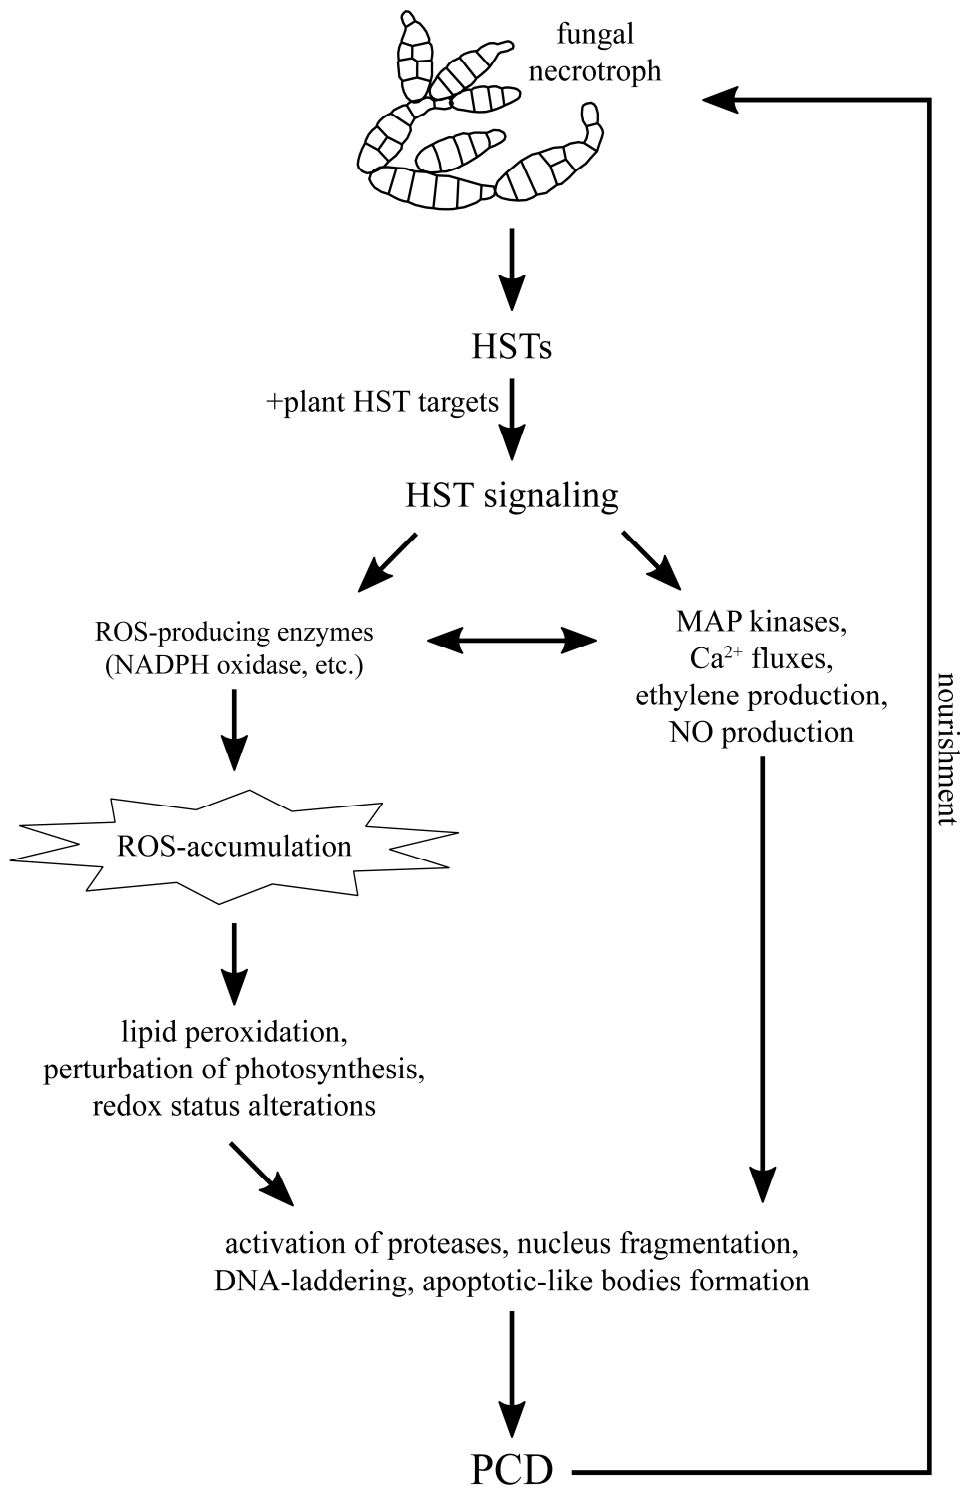 fungal
necrotroph
HSTs
+plant HST targets
HST signaling
ROS-producing enzymes
(NADPH oxidase, etc.)
MAP kinases,
Ca²⁺ fluxes,
ethylene production,
NO production
nourishment
ROS-accumulation
lipid peroxidation,
perturbation of photosynthesis,
redox status alterations
activation of proteases, nucleus fragmentation,
DNA-laddering, apoptotic-like bodies formation
PCD